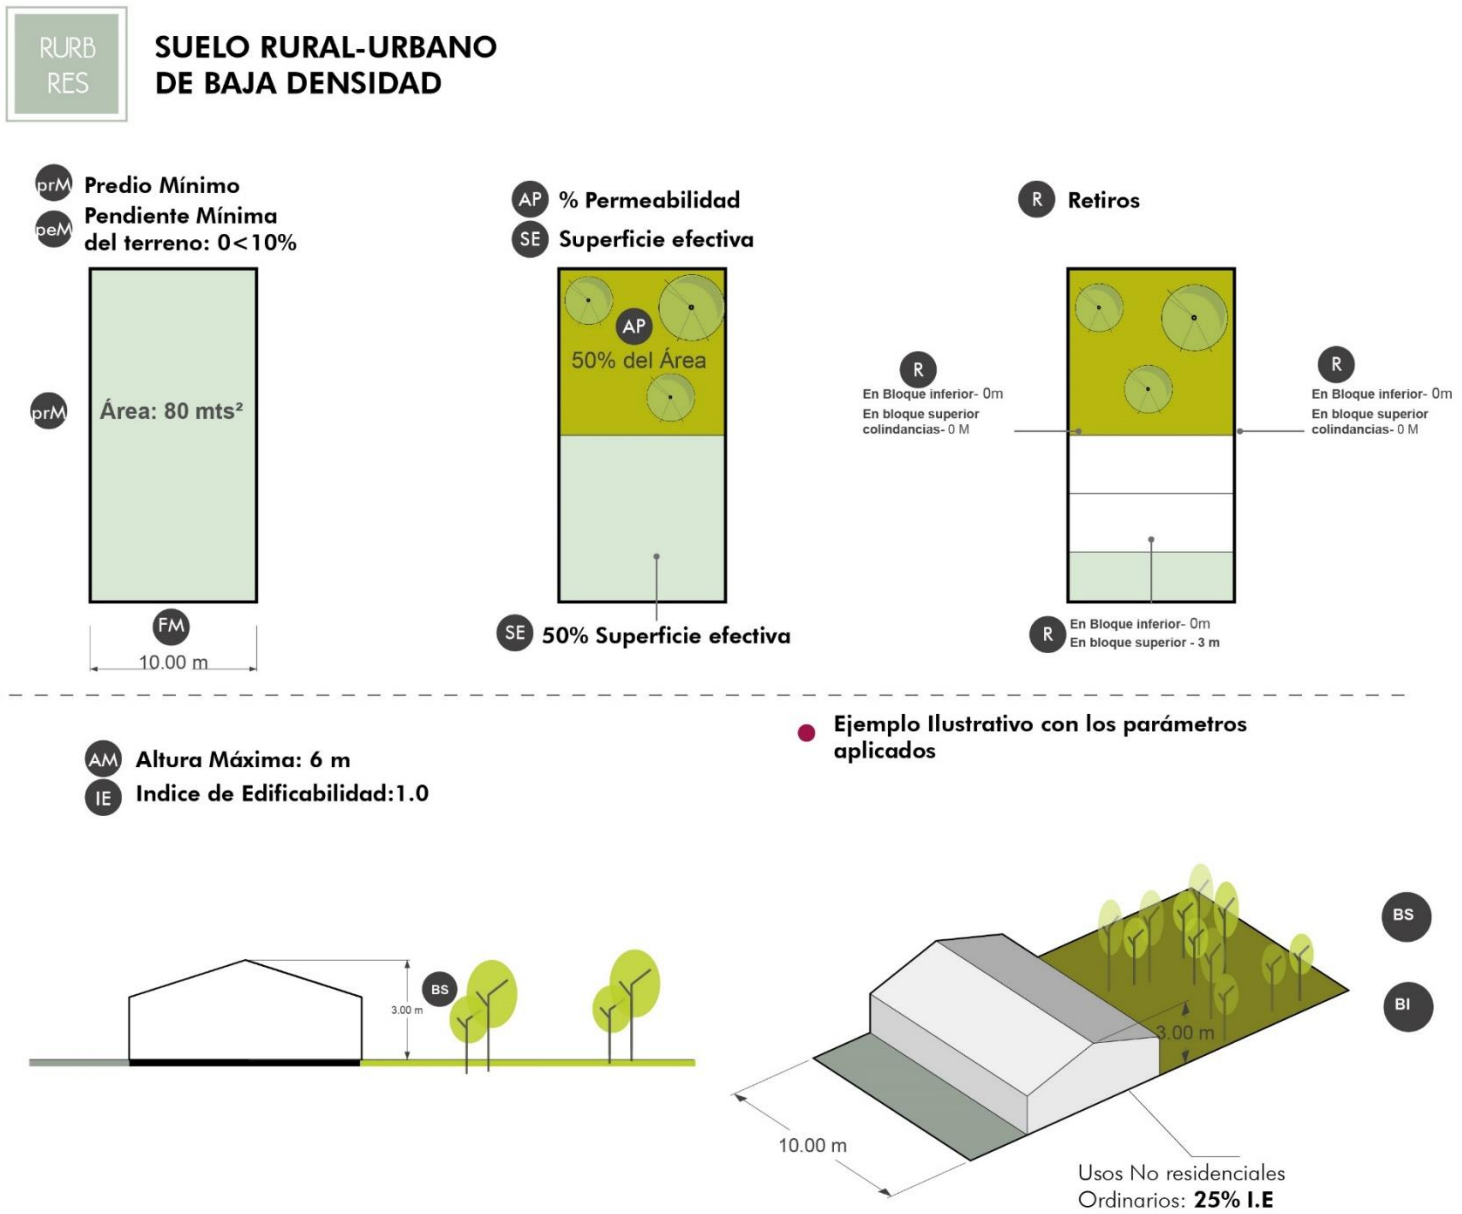 RURB
RES
SUELO RURAL-URBANO
DE BAJA DENSIDAD
prM Predio Mínimo
peM Pendiente Mínima
del terreno: 0<10%
prM
Área: 80 mts²
FM
10.00 m
AP % Permeabilidad
SE Superficie efectiva
AP
50% del Área
SE 50% Superficie efectiva
R Retiros
R
En Bloque inferior- 0m
En bloque superior
colindancias- 0 M
R
En Bloque inferior- 0m
En bloque superior
colindancias- 0 M
R
En Bloque inferior- 0m
En bloque superior - 3 m
AM Altura Máxima: 6 m
IE Indice de Edificabilidad:1.0
BS
3.00 m
Ejemplo Ilustrativo con los parámetros
aplicados
BS
BI
3.00 m
10.00 m
Usos No residenciales
Ordinarios: 25% I.E